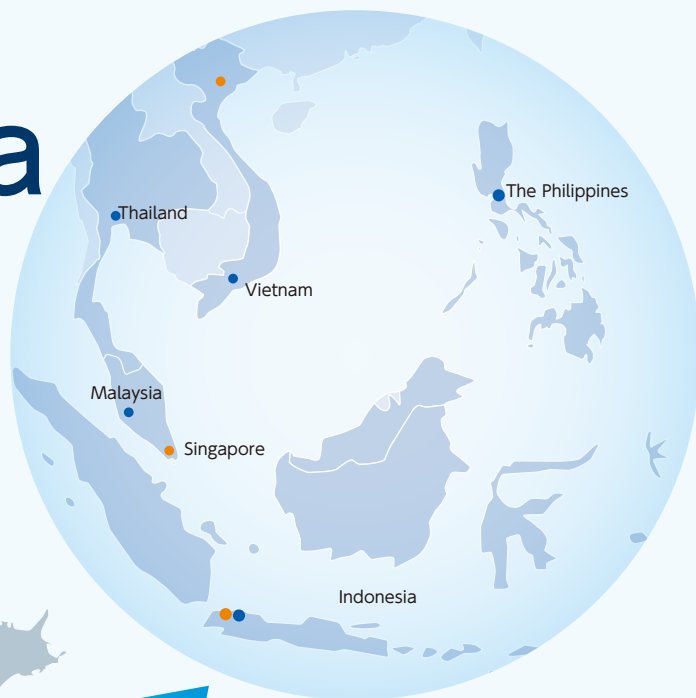 a
The Philippines
Thailand
Vietnam
Malaysia
Singapore
Indonesia